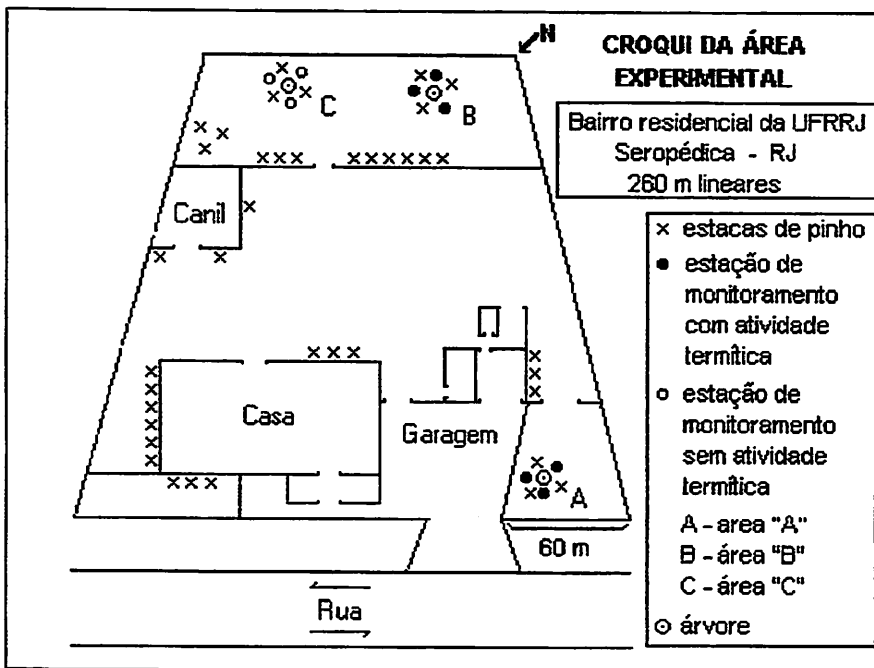 N
CROQUI DA ÁREA
EXPERIMENTAL
Bairro residencial da UFRRJ
Seropédica - RJ
260 m lineares
C
B
Canil
Casa
Garagem
A
60 m
Rua
x estacas de pinho
● estação de
monitoramento
com atividade
termítica
○ estação de
monitoramento
sem atividade
termítica
A - area "A"
B - área "B"
C - área "C"
⊙ árvore